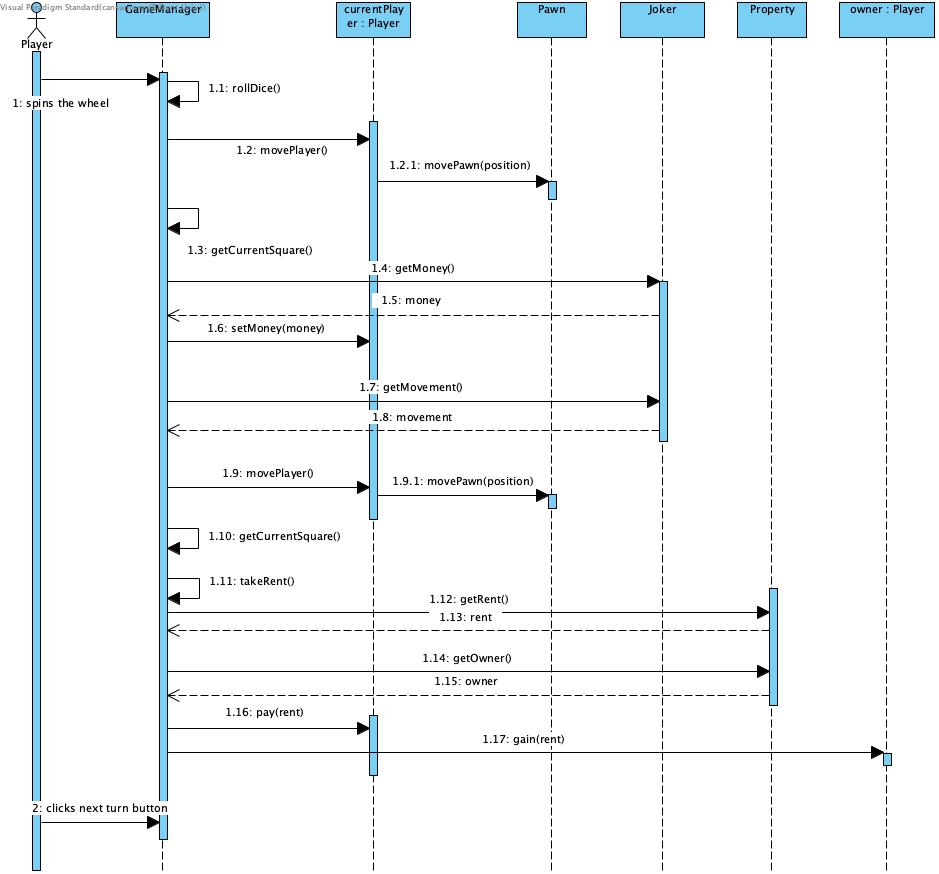 Visual Paradigm Standard
GameManager
currentPlay
er : Player
Pawn
Joker
Property
owner : Player
Player
1: spins the wheel
1.1: rollDice()
1.2: movePlayer()
1.2.1: movePawn(position)
1.3: getCurrentSquare()
1.4: getMoney()
1.5: money
1.6: setMoney(money)
1.7: getMovement()
1.8: movement
1.9: movePlayer()
1.9.1: movePawn(position)
1.10: getCurrentSquare()
1.11: takeRent()
1.12: getRent()
1.13: rent
1.14: getOwner()
1.15: owner
1.16: pay(rent)
1.17: gain(rent)
2: clicks next turn button